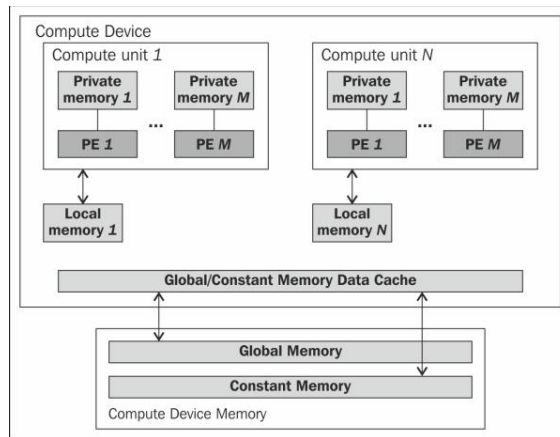 Compute Device
Compute unit 1
Compute unit N
Private
memory 1
Private
memory M
Private
memory 1
Private
memory M
...
...
PE 1
PE M
PE 1
PE M
Local
memory 1
Local
memory N
Global/Constant Memory Data Cache
Global Memory
Constant Memory
Compute Device Memory